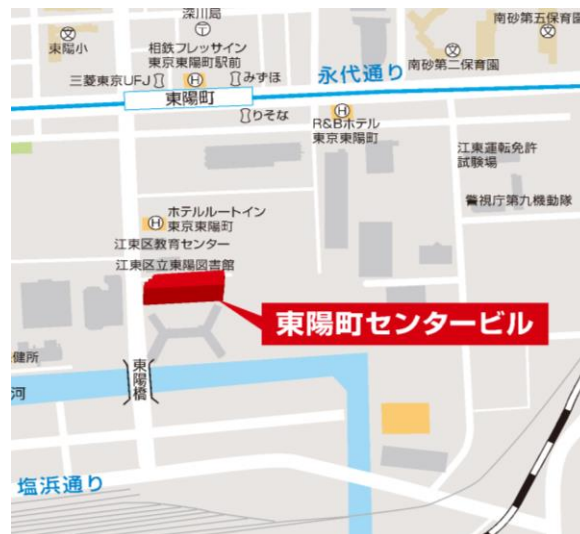 深川局
南砂第五保育園
東陽小
相鉄フレッサイン
東京東陽町駅前
南砂第二保育園
三菱東京UFJ
みずほ
永代通り
東陽町
りそな
R&Bホテル
東京東陽町
江東運転免許
試験場
警視庁第九機動隊
ホテルルートイン
東京東陽町
江東区教育センター
江東区立東陽図書館
東陽町センタービル
健所
東陽橋
河
塩浜通り